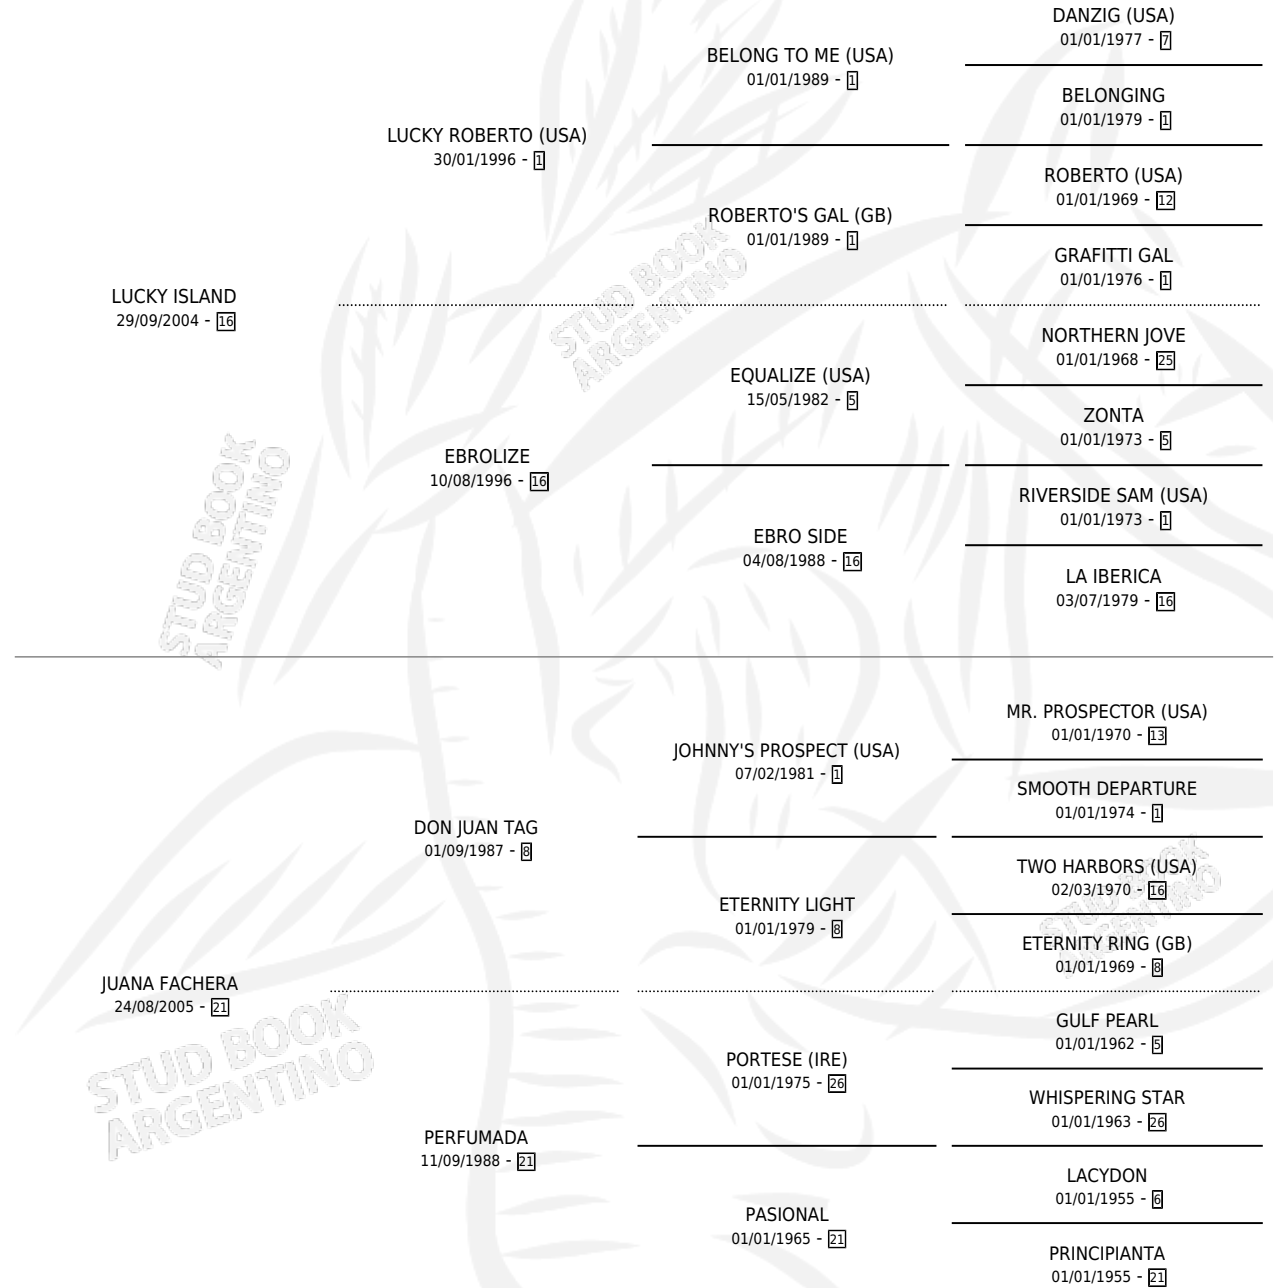 DANZIG (USA)
01/01/1977 - 7
BELONG TO ME (USA)
01/01/1989 - 1
BELONGING
01/01/1979 - 1
LUCKY ROBERTO (USA)
30/01/1996 - 1
ROBERTO (USA)
01/01/1969 - 12
ROBERTO'S GAL (GB)
01/01/1989 - 1
GRAFITTI GAL
01/01/1976 - 1
LUCKY ISLAND
29/09/2004 - 16
STUD BOOK
ARGENTINO
NORTHERN JOVE
01/01/1968 - 25
EQUALIZE (USA)
15/05/1982 - 5
ZONTA
01/01/1973 - 5
EBROLIZE
10/08/1996 - 16
STUD BOOK
ARGENTINO
RIVERSIDE SAM (USA)
01/01/1973 - 1
EBRO SIDE
04/08/1988 - 16
LA IBERICA
03/07/1979 - 16
MR. PROSPECTOR (USA)
01/01/1970 - 13
JOHNNY'S PROSPECT (USA)
07/02/1981 - 1
SMOOTH DEPARTURE
01/01/1974 - 1
DON JUAN TAG
01/09/1987 - 8
TWO HARBORS (USA)
02/03/1970 - 16
STUD BOOK
ARGENTINO
ETERNITY LIGHT
01/01/1979 - 8
ETERNITY RING (GB)
01/01/1969 - 8
JUANA FACHERA
24/08/2005 - 21
STUD BOOK
ARGENTINO
GULF PEARL
01/01/1962 - 5
PORTESE (IRE)
01/01/1975 - 26
WHISPERING STAR
01/01/1963 - 26
PERFUMADA
11/09/1988 - 21
LACYDON
01/01/1955 - 6
PASIONAL
01/01/1965 - 21
PRINCIPIANTA
01/01/1955 - 21